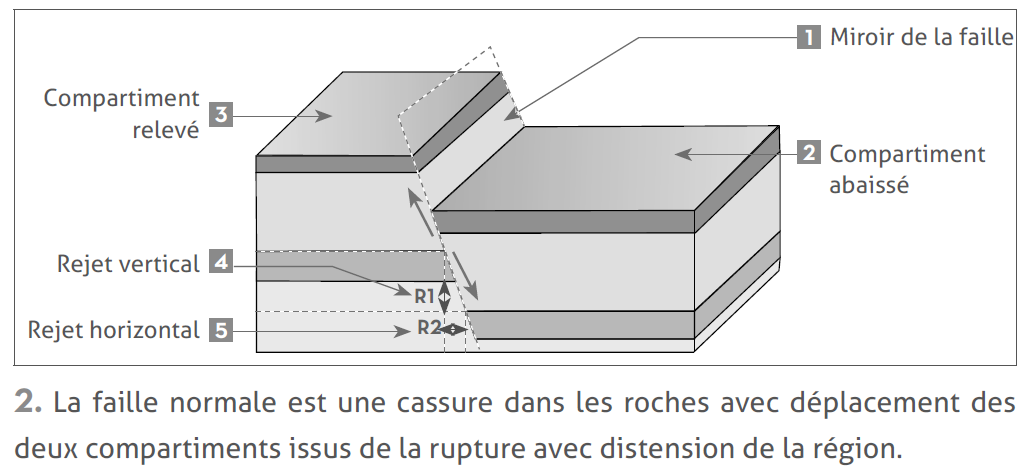 1 Miroir de la faille
Compartiment
relevé 3
2 Compartiment
abaissé
Rejet vertical 4
R1
Rejet horizontal 5
R2
2. La faille normale est une cassure dans les roches avec déplacement des
deux compartiments issus de la rupture avec distension de la région.